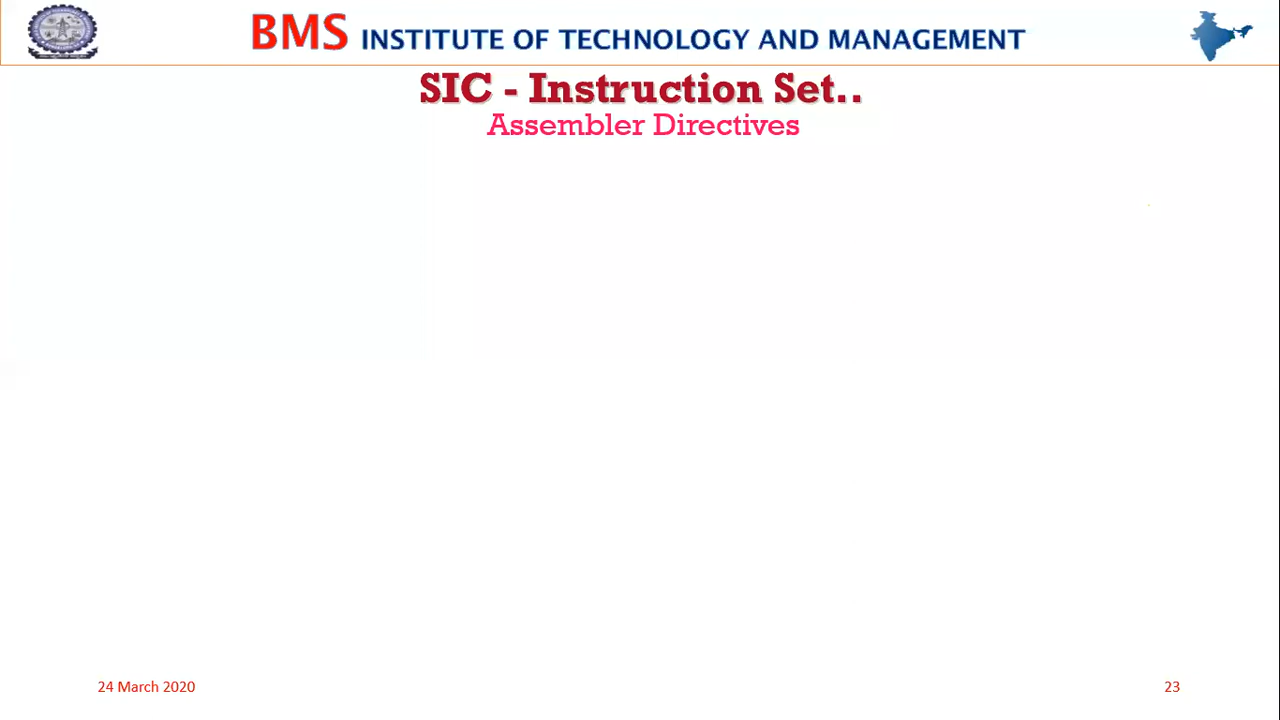 BMS INSTITUTE OF TECHNOLOGY AND MANAGEMENT
SIC - Instruction Set..
Assembler Directives
24 March 2020
23